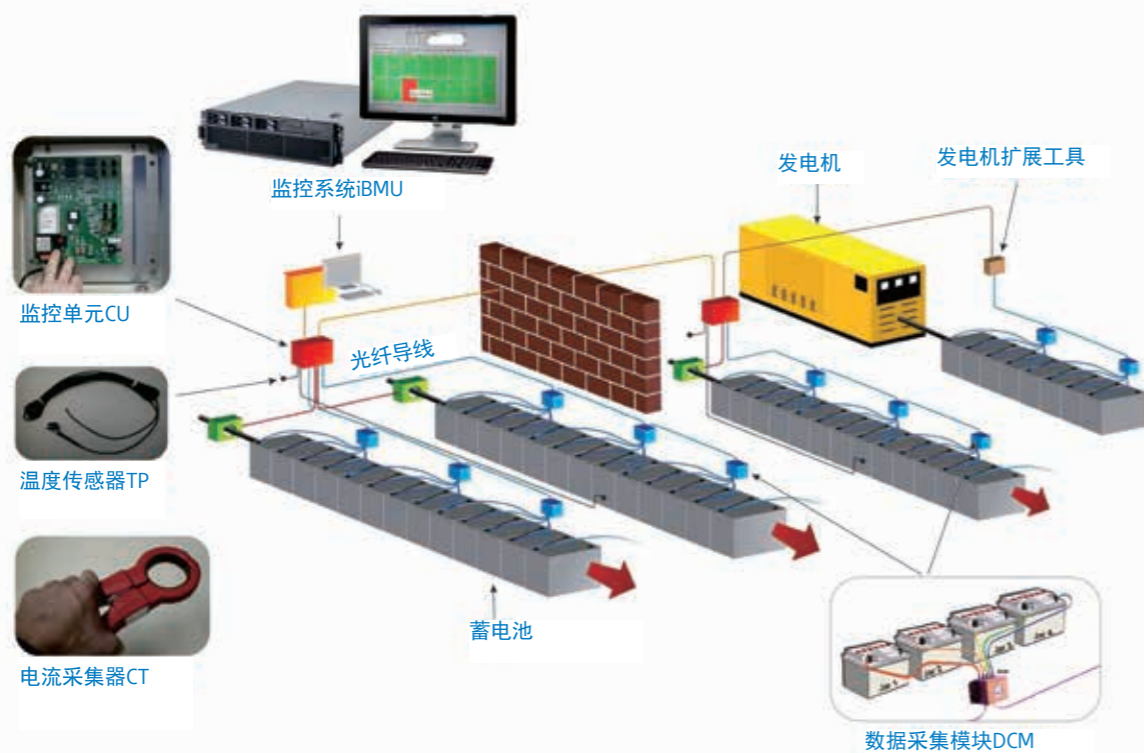 监控系统iBMU
发电机
发电机扩展工具
监控单元CU
光纤导线
温度传感器TP
蓄电池
电流采集器CT
数据采集模块DCM